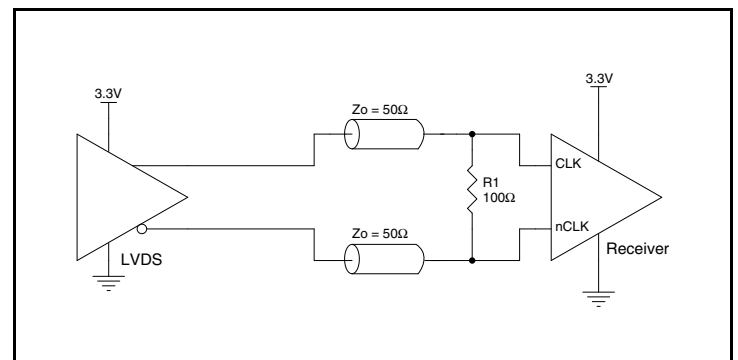 3.3V
3.3V
Zo = 50Ω
CLK
R1
100Ω
nCLK
Zo = 50Ω
Receiver
LVDS